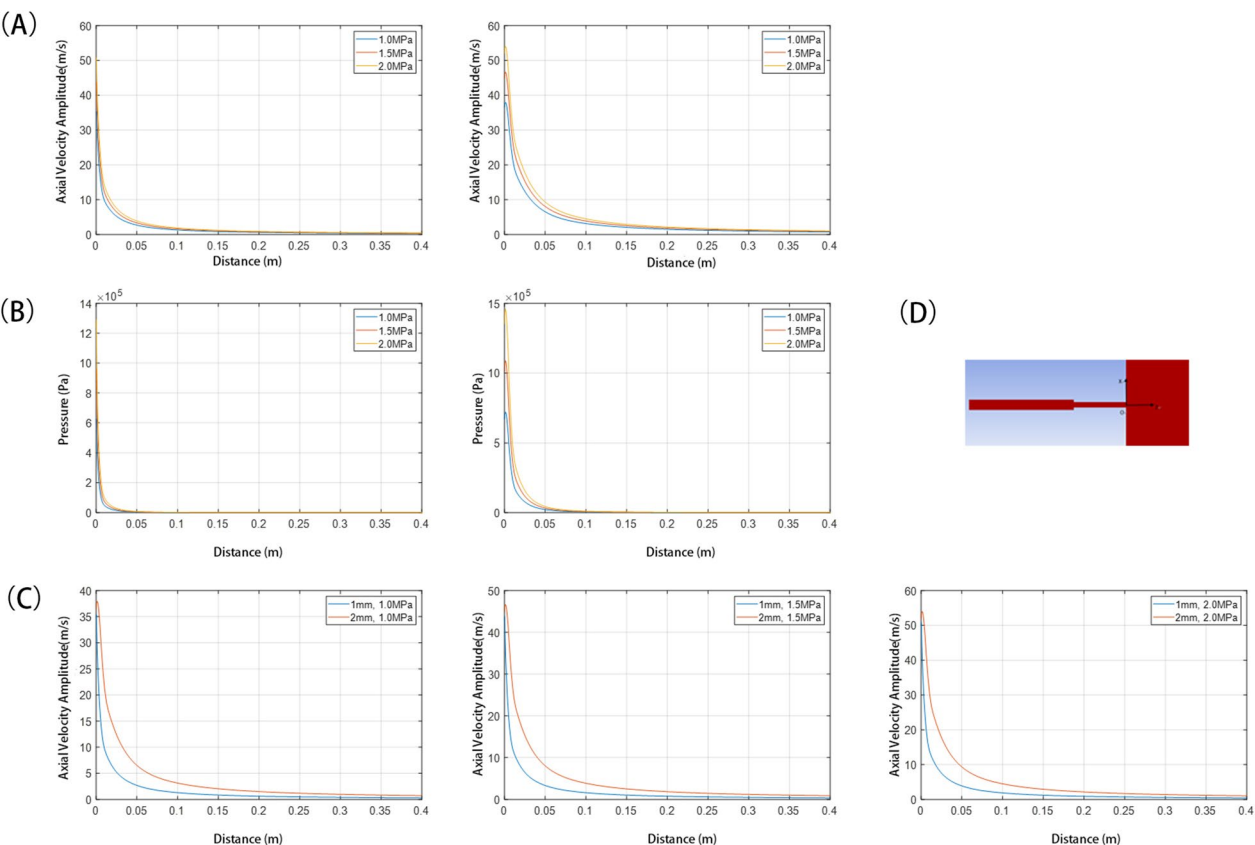 (A)
60
50
40
30
20
10
0
Axial Velocity Amplitude(m/s)
1.0MPa
1.5MPa
2.0MPa
0 0.05 0.1 0.15 0.2 0.25 0.3 0.35 0.4
Distance (m)
60
50
40
30
20
10
0
Axial Velocity Amplitude(m/s)
1.0MPa
1.5MPa
2.0MPa
0 0.05 0.1 0.15 0.2 0.25 0.3 0.35 0.4
Distance (m)
(B)
×10⁵
14
12
10
8
6
4
2
0
Pressure (Pa)
1.0MPa
1.5MPa
2.0MPa
0 0.05 0.1 0.15 0.2 0.25 0.3 0.35 0.4
Distance (m)
×10⁵
15
10
5
0
Pressure (Pa)
1.0MPa
1.5MPa
2.0MPa
0 0.05 0.1 0.15 0.2 0.25 0.3 0.35 0.4
Distance (m)
(D)
(C)
40
35
30
25
20
15
10
5
0
Axial Velocity Amplitude(m/s)
1mm, 1.0MPa
2mm, 1.0MPa
0 0.05 0.1 0.15 0.2 0.25 0.3 0.35 0.4
Distance (m)
50
40
30
20
10
0
Axial Velocity Amplitude(m/s)
1mm, 1.5MPa
2mm, 1.5MPa
0 0.05 0.1 0.15 0.2 0.25 0.3 0.35 0.4
Distance (m)
60
50
40
30
20
10
0
Axial Velocity Amplitude(m/s)
1mm, 2.0MPa
2mm, 2.0MPa
0 0.05 0.1 0.15 0.2 0.25 0.3 0.35 0.4
Distance (m)